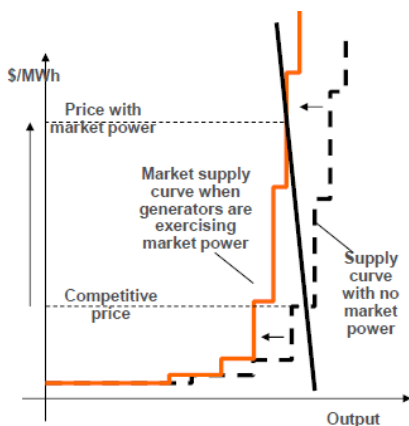 $/MWh
Price with
market power
Market supply
curve when
generators are
exercising
market power
Supply
curve
with no
market
power
Competitive
price
Output